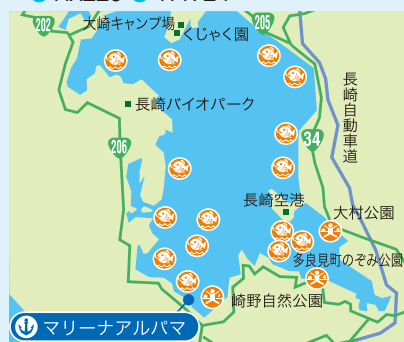 202
大崎キャンプ場
205
くじゃく園
長崎バイオパーク
長崎自動車道
206
34
長崎空港
大村公園
多良見町のぞみ公園
崎野自然公園
マリーナアルパマ